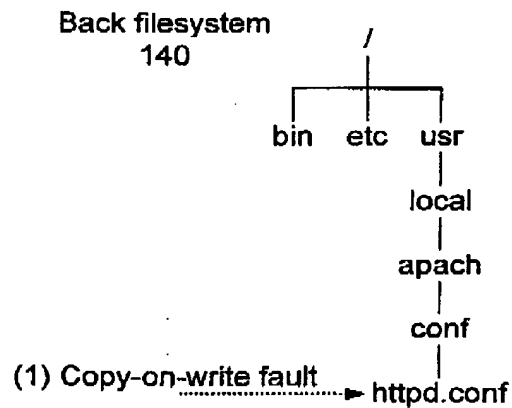 Back filesystem
140
/
bin etc usr
local
apach
conf
(1) Copy-on-write fault
httpd.conf